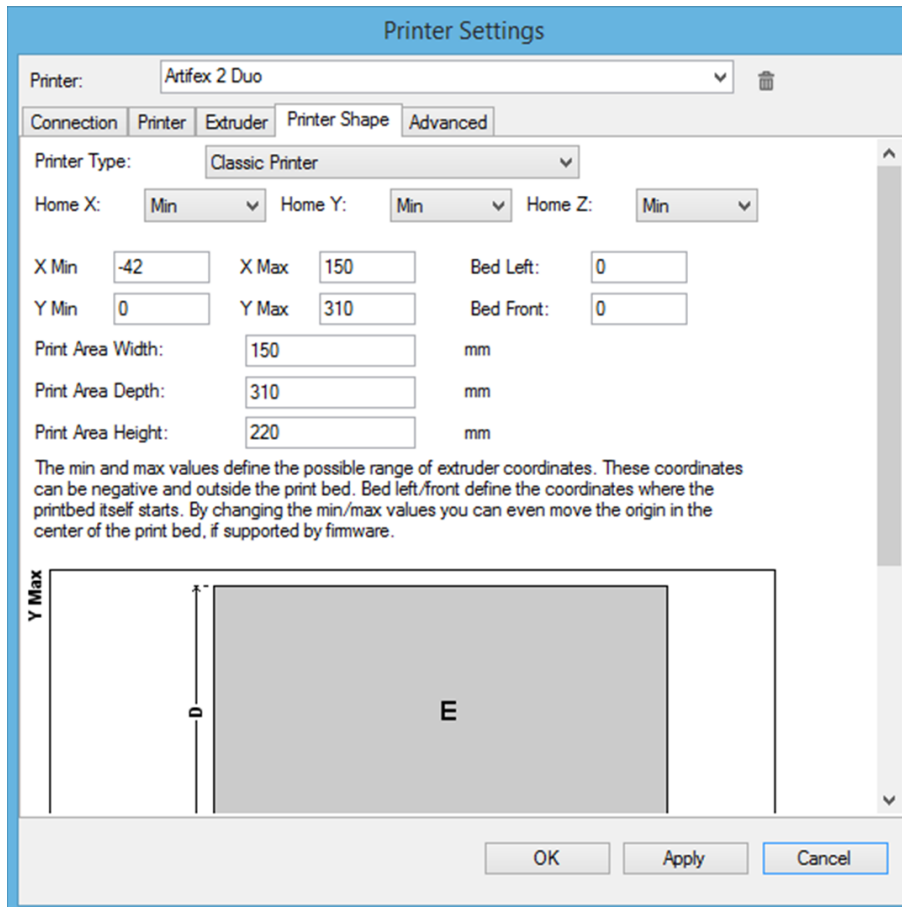 Printer Settings
Printer: Artifex 2 Duo
Connection Printer Extruder Printer Shape Advanced
Printer Type: Classic Printer
Home X: Min Home Y: Min Home Z: Min
X Min -42 X Max 150 Bed Left: 0
Y Min 0 Y Max 310 Bed Front: 0
Print Area Width: 150 mm
Print Area Depth: 310 mm
Print Area Height: 220 mm
The min and max values define the possible range of extruder coordinates. These coordinates
can be negative and outside the print bed. Bed left/front define the coordinates where the
printbed itself starts. By changing the min/max values you can even move the origin in the
center of the print bed, if supported by firmware.
Y Max
D
E
OK Apply Cancel